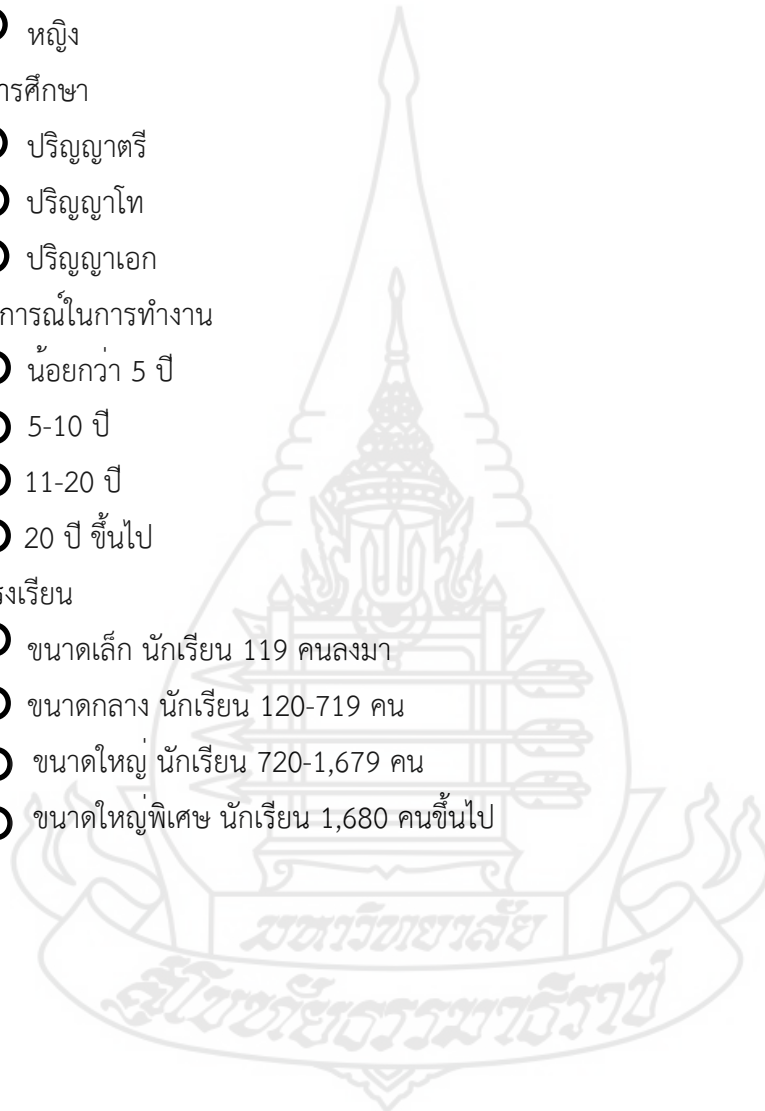 หญิง
ารศึกษา
ปริญญาตรี
ปริญญาโท
ปริญญาเอก
การณ์ในการทำงาน
น้อยกว่า 5 ปี
5-10 ปี
11-20 ปี
20 ปี ขึ้นไป
รงเรียน
ขนาดเล็ก นักเรียน 119 คนลงมา
ขนาดกลาง นักเรียน 120-719 คน
ขนาดใหญ่ นักเรียน 720-1,679 คน
ขนาดใหญ่พิเศษ นักเรียน 1,680 คนขึ้นไป
มหาวิทยาลัย
สุโขทัยธรรมาธิราช